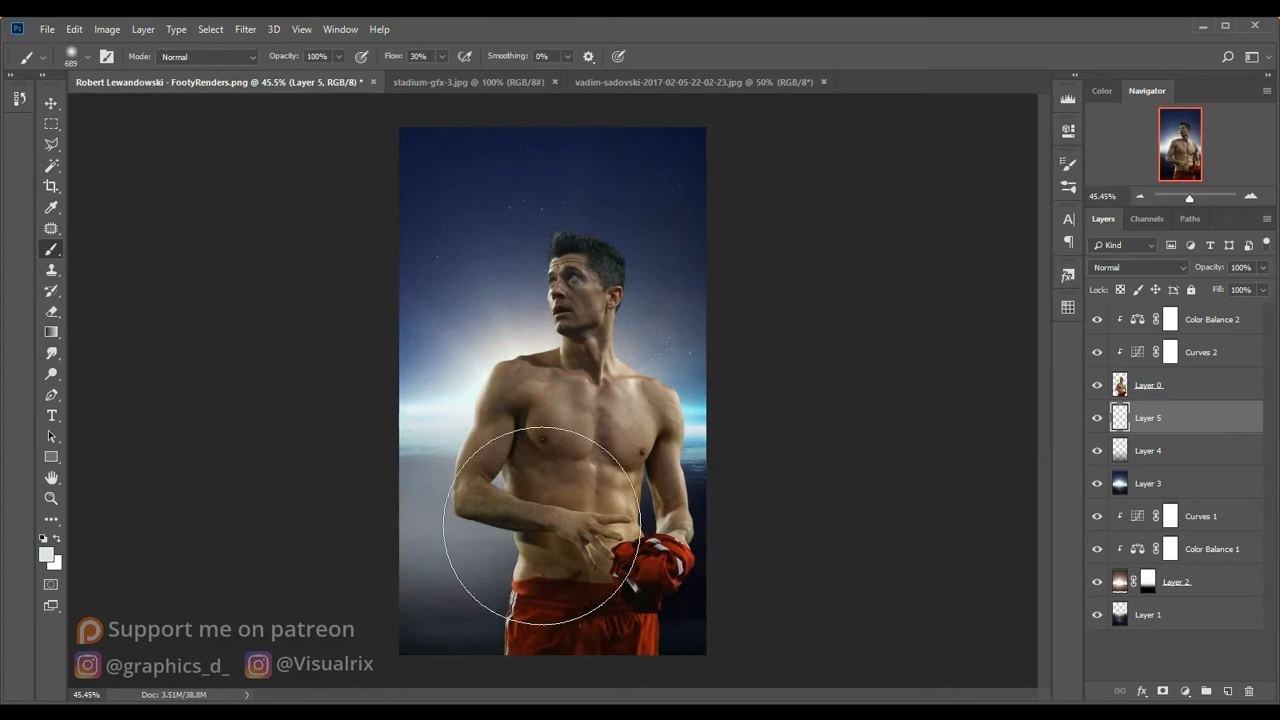 Ps File Edit Image Layer Type Select Filter 3D View Window Help
689 Mode: Normal Opacity: 100% Flow: 30% Smoothing: 0%
Robert Lewandowski - FootyRenders.png @ 45.5% (Layer 5, RGB/8) * × stadium-gfx-3.jpg @ 100% (RGB/8#) × vadim-sadovski-2017-02-05-22-02-23.jpg @ 50% (RGB/8*) ×
Color Navigator
45.45%
Layers Channels Paths
Kind
Normal Opacity: 100%
Lock: Fill: 100%
Color Balance 2
Curves 2
Layer 0
Layer 5
Layer 4
Layer 3
Curves 1
Color Balance 1
Layer 2
Layer 1
Support me on patreon
@graphics_d_ @Visualrix
45.45% Doc: 3.51M/38.8M
fx